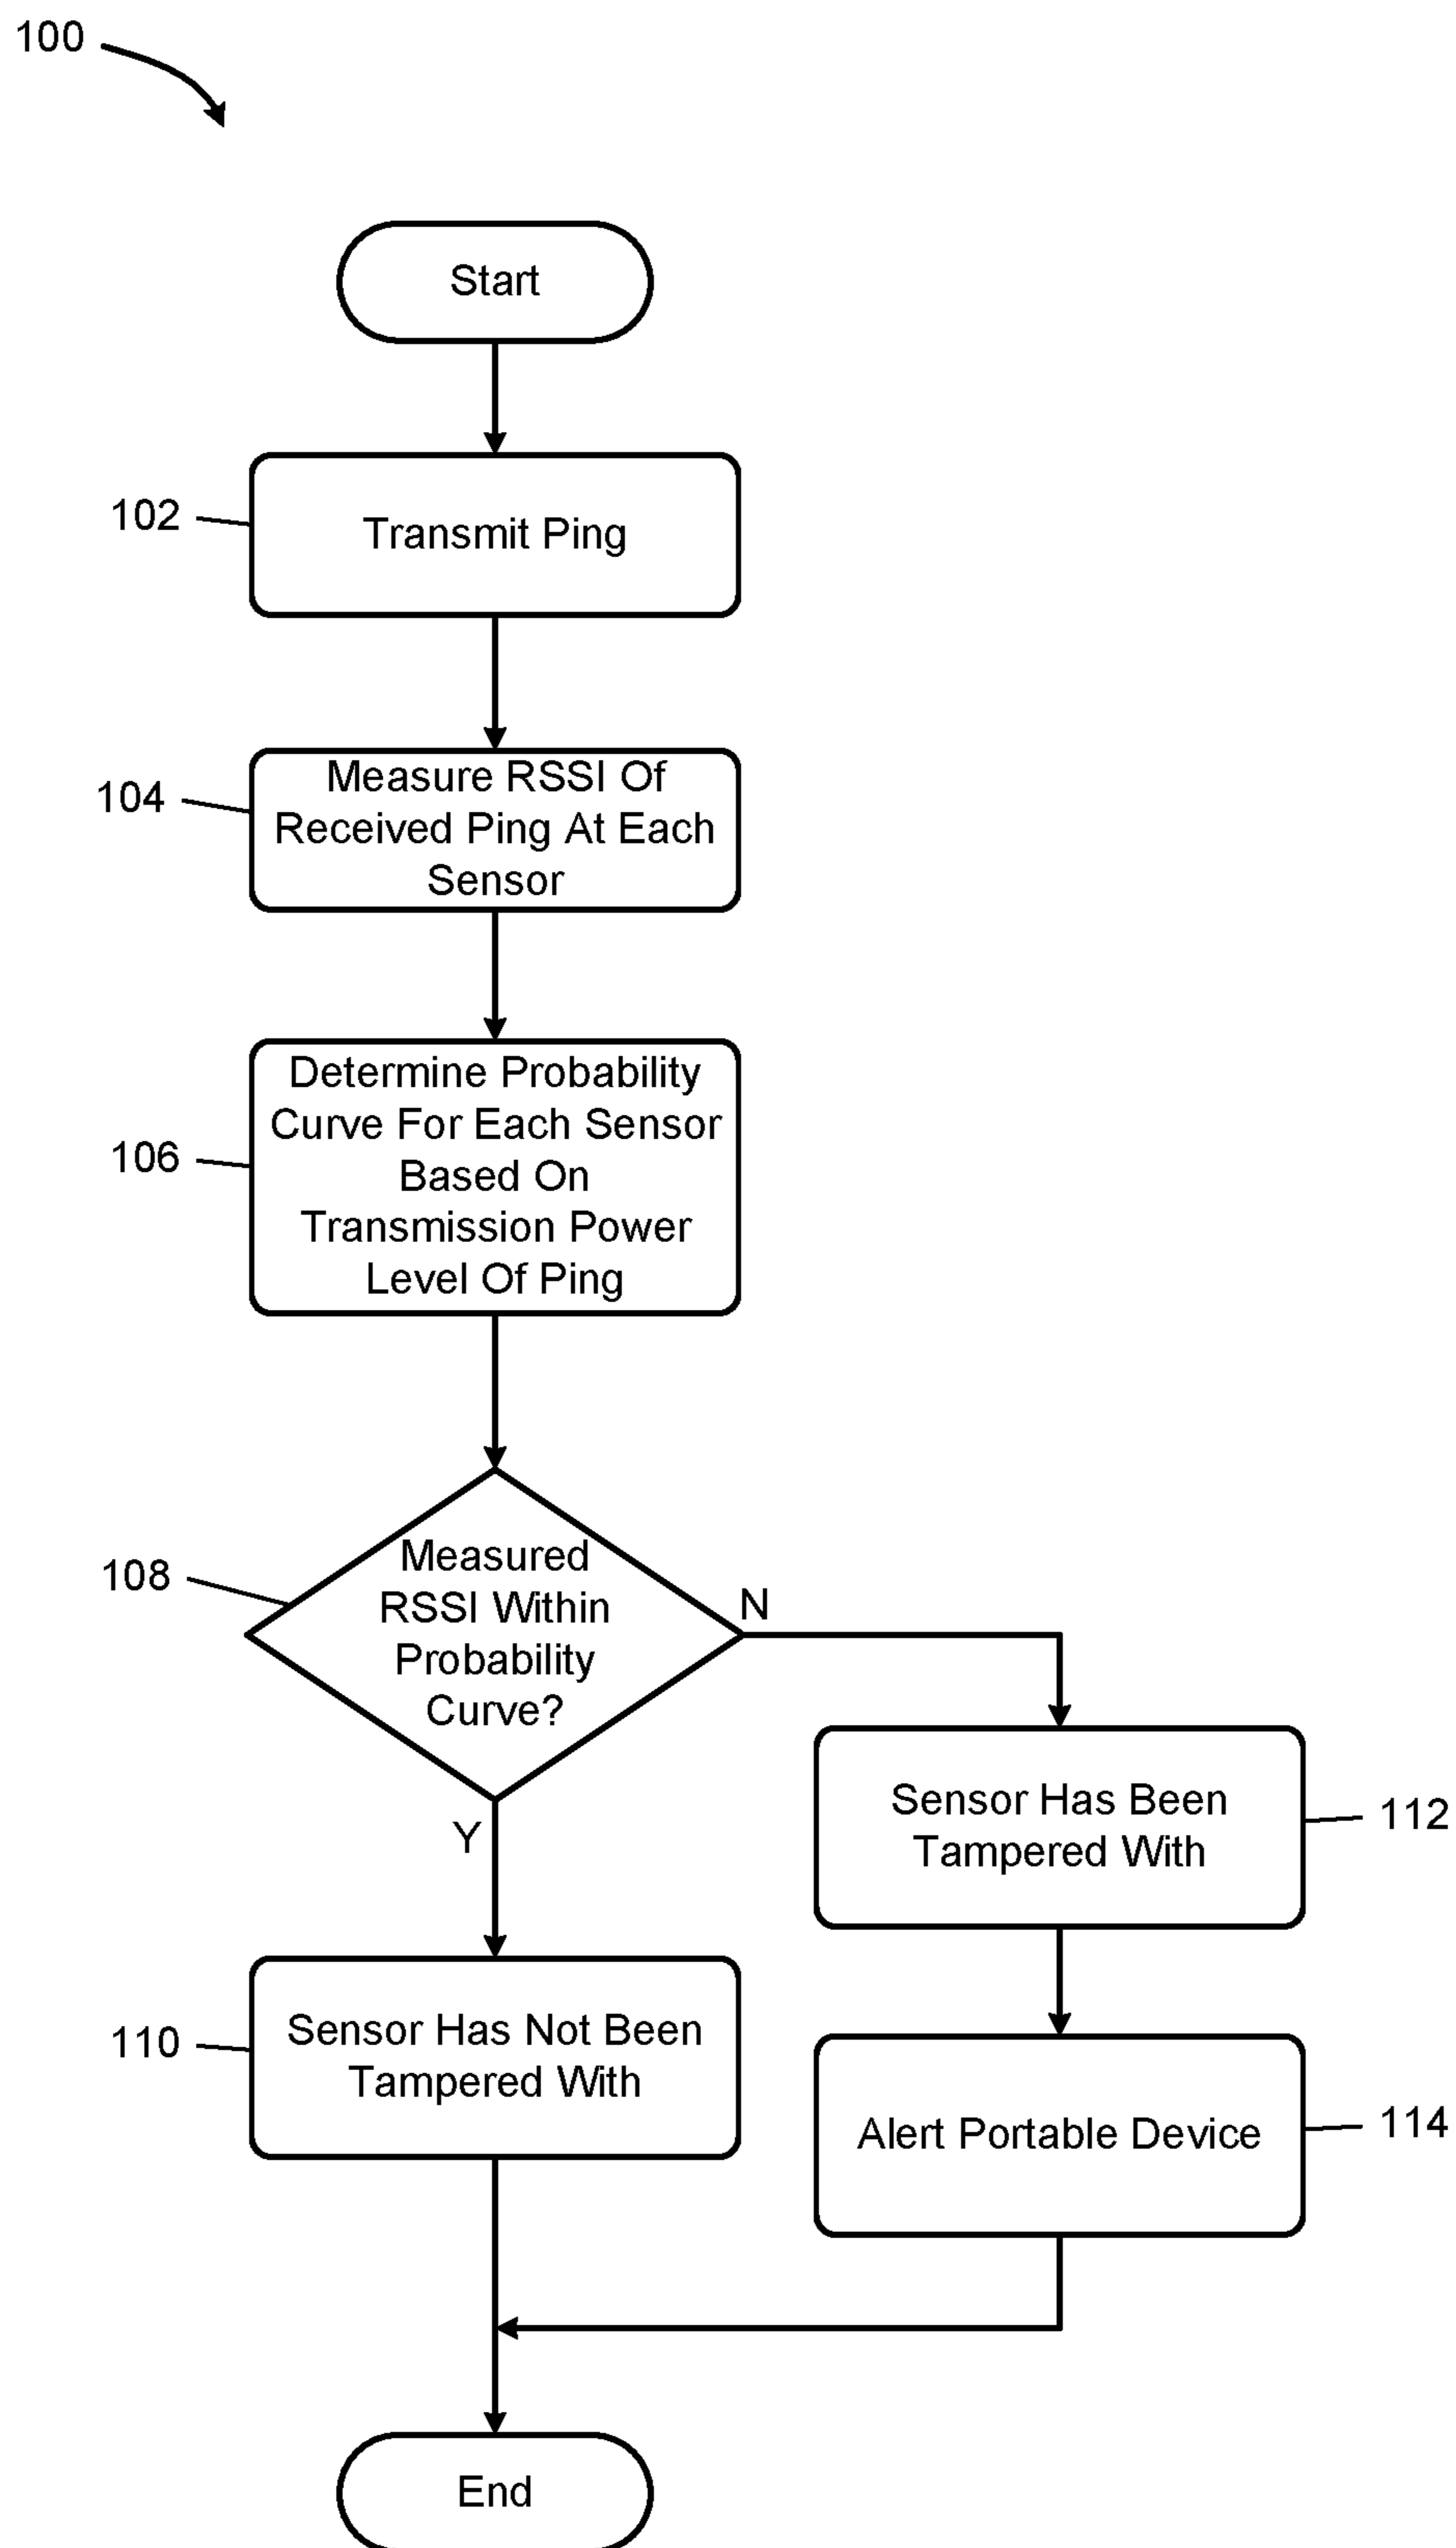 100
Start
102
Transmit Ping
104
Measure RSSI Of
Received Ping At Each
Sensor
106
Determine Probability
Curve For Each Sensor
Based On
Transmission Power
Level Of Ping
108
Measured
RSSI Within
Probability
Curve?
N
Y
112
Sensor Has Been
Tampered With
110
Sensor Has Not Been
Tampered With
114
Alert Portable Device
End